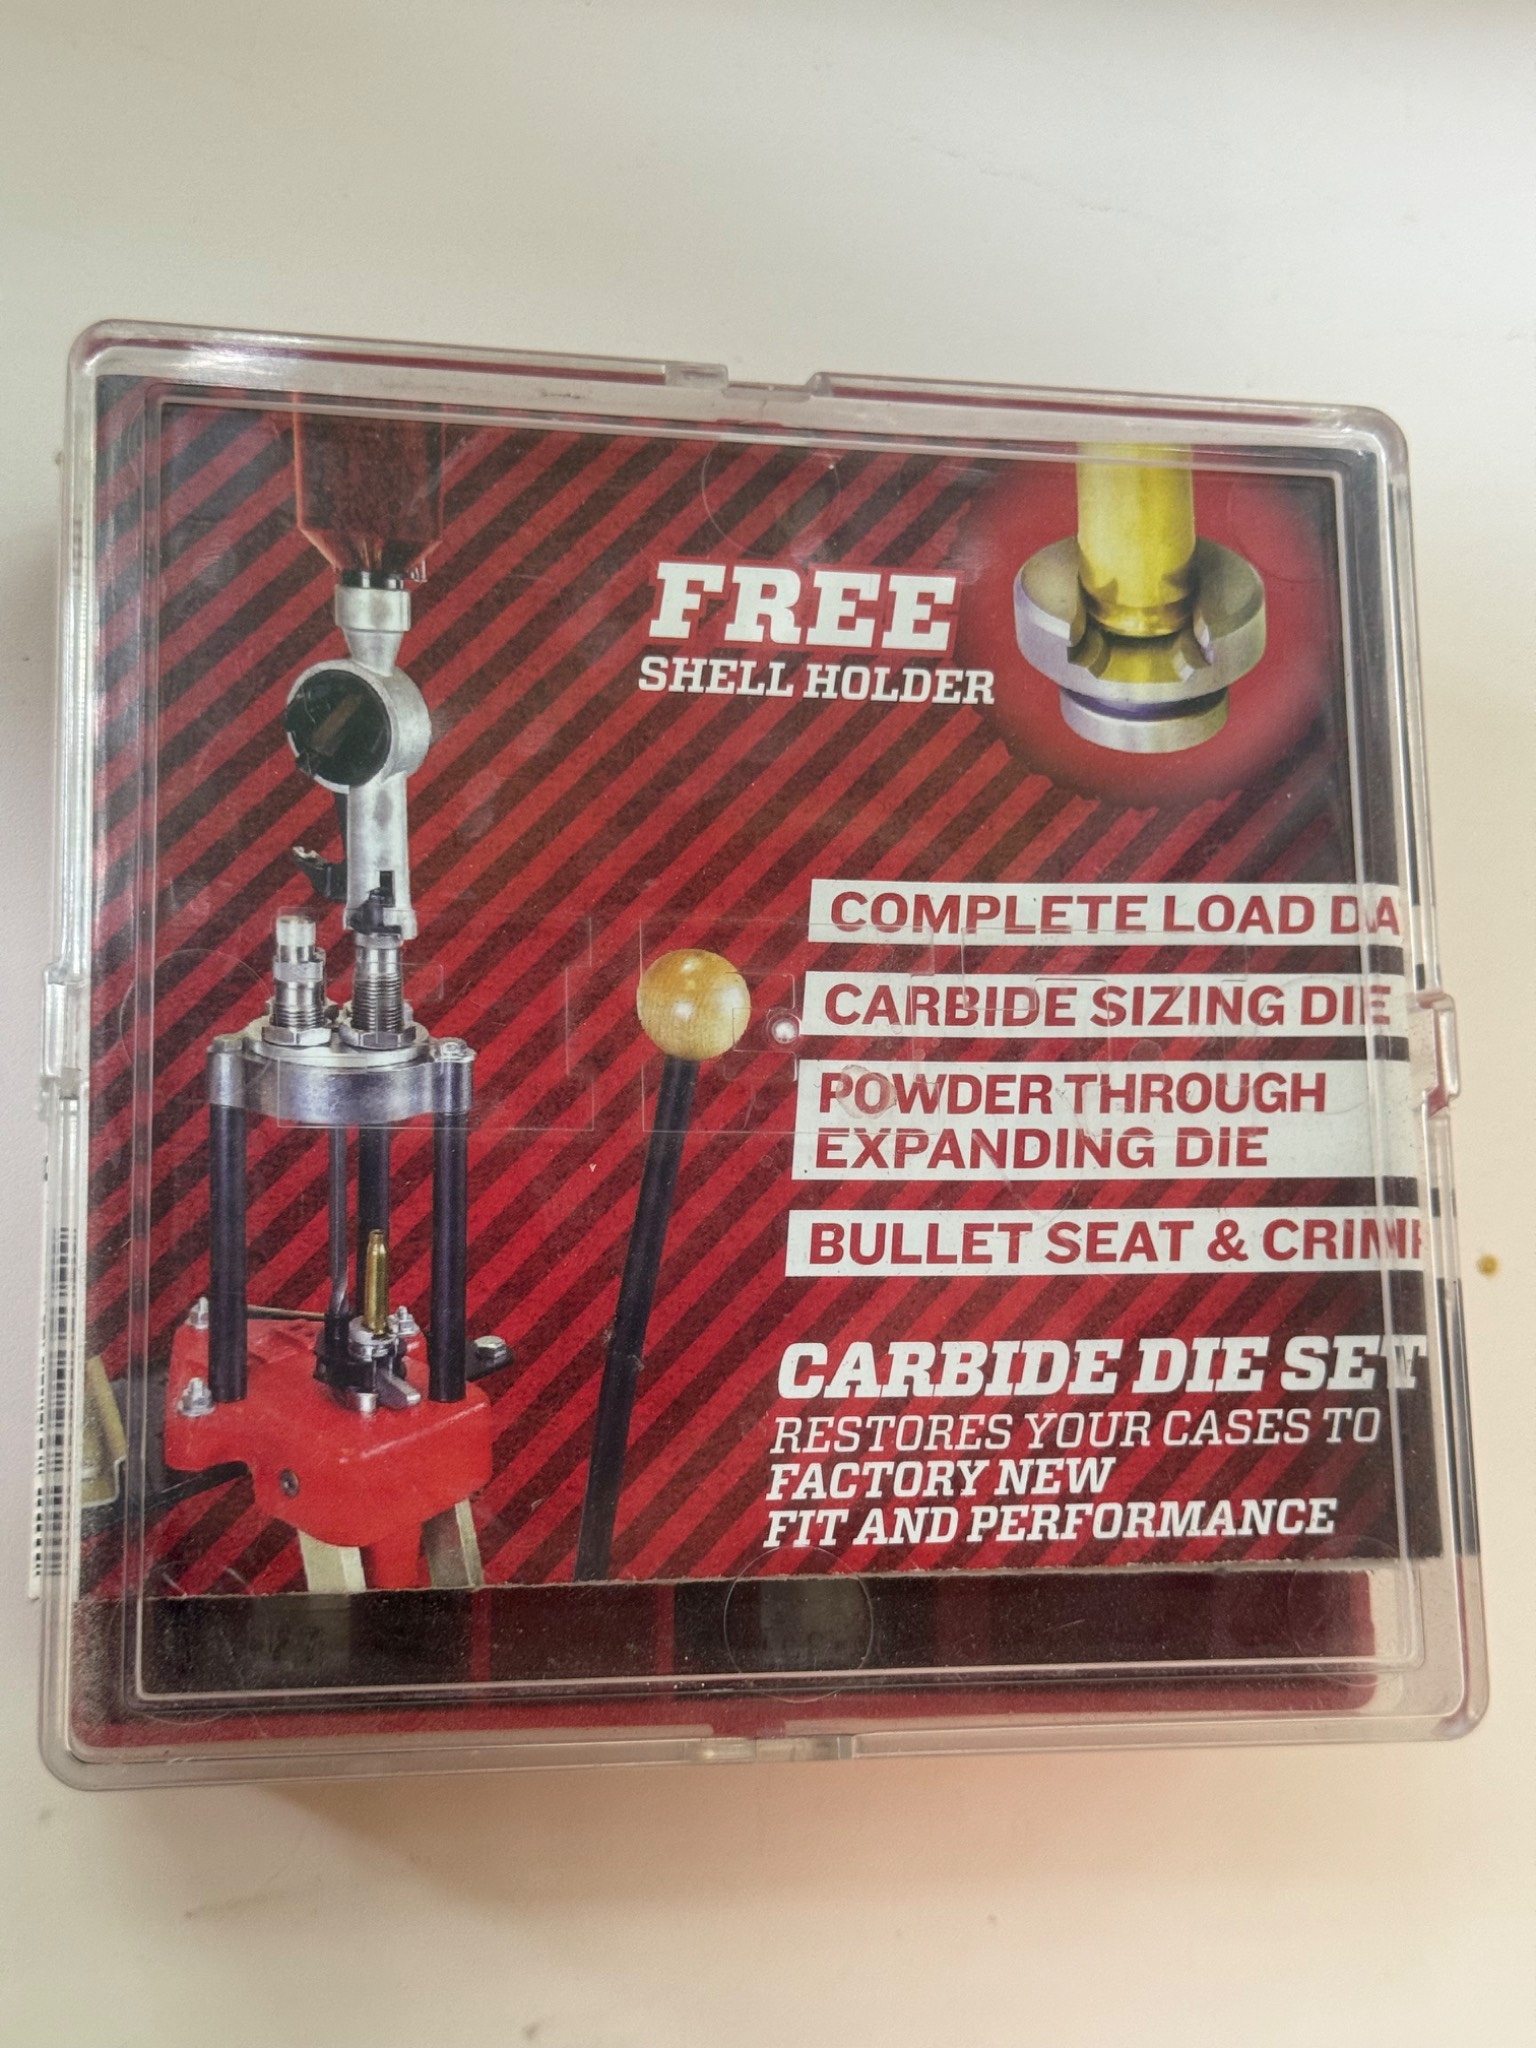 FREE
SHELL HOLDER
COMPLETE LOAD DA
CARBIDE SIZING DIE
POWDER THROUGH
EXPANDING DIE
BULLET SEAT & CRIMP
CARBIDE DIE SET
RESTORES YOUR CASES TO
FACTORY NEW
FIT AND PERFORMANCE